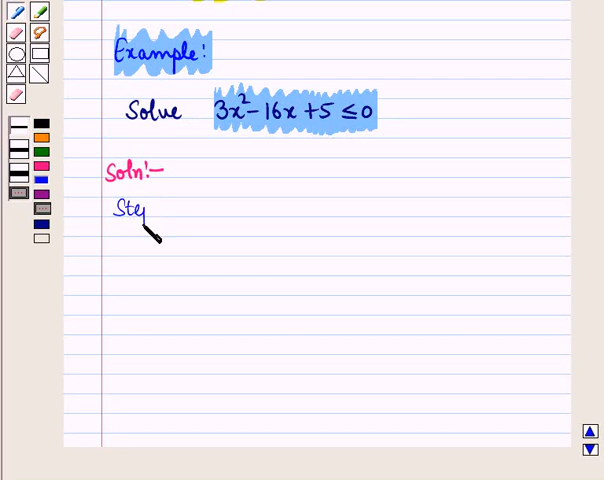 Example:
Solve 3x² - 16x + 5 ≤ 0
Soln:-
Ste